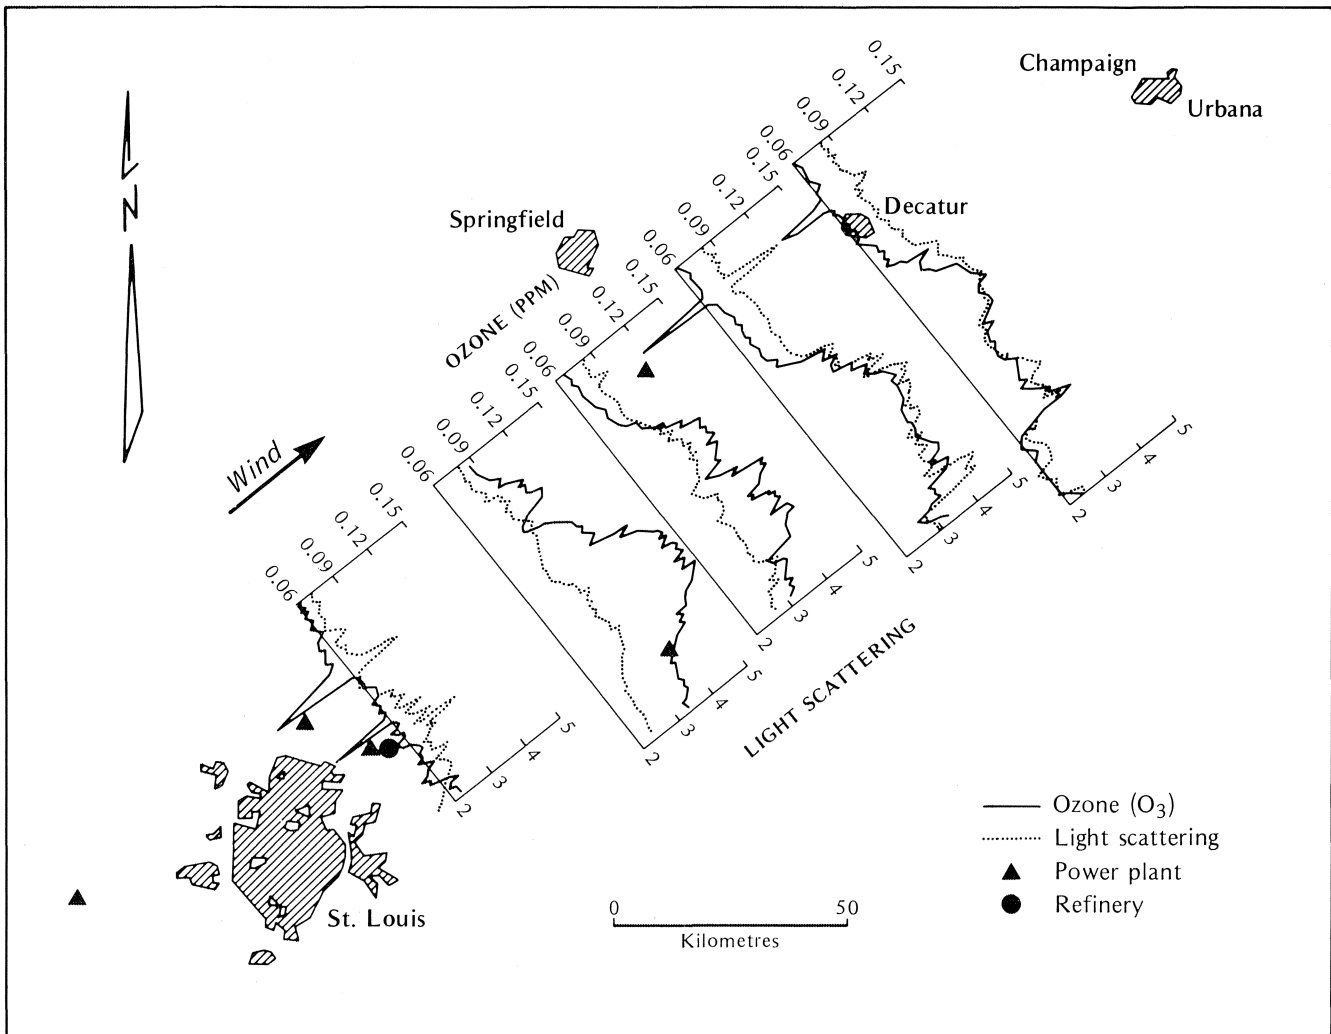 Champaign
Urbana
0.15
0.12
0.09
0.06
Decatur
0.15
0.12
0.09
0.06
Springfield
OZONE (PPM)
0.15
0.12
0.09
0.06
0.15
0.12
0.09
0.06
0.15
0.12
0.09
0.06
N
Wind
2
3
4
5
2
3
4
5
2
3
4
5
2
3
4
5
2
3
4
5
LIGHT SCATTERING
St. Louis
0 50
Kilometres
Ozone (O3)
Light scattering
Power plant
Refinery